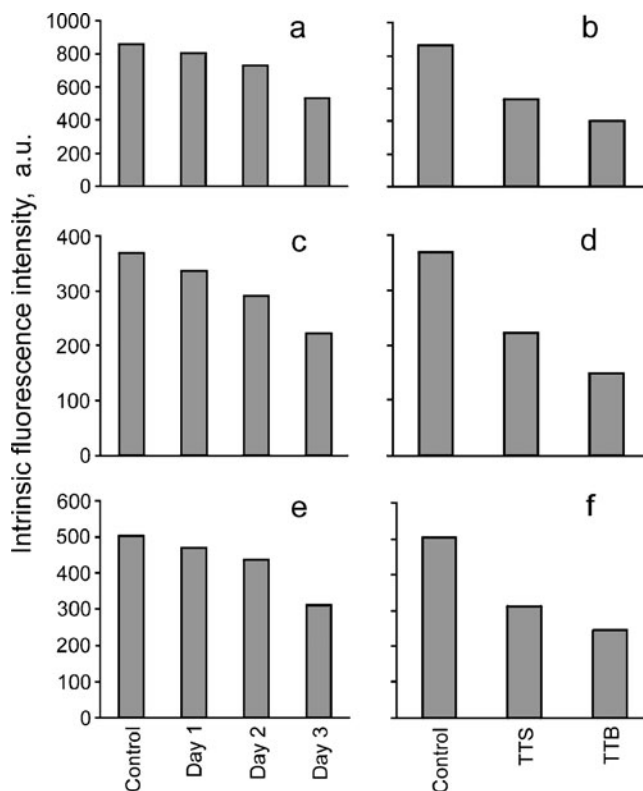 Intrinsic fluorescence intensity, a.u.
1000
800
600
400
200
0
a
b
400
300
200
100
0
c
d
600
500
400
300
200
100
0
e
f
Control
Day 1
Day 2
Day 3
Control
TTS
TTB